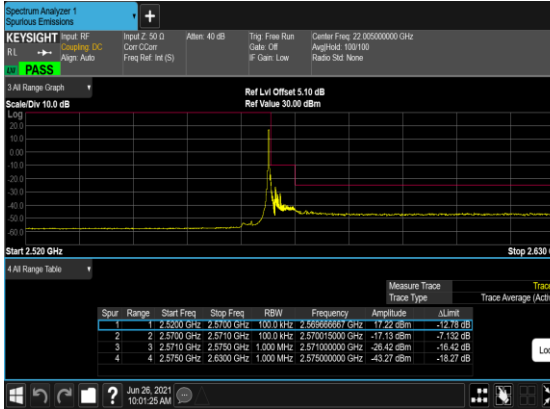 Spectrum Analyzer 1
Spurious Emissions
+
KEYSIGHT Input: RF Input Z: 50 Ω Atten: 40 dB Trig: Free Run Center Freq: 22.005000000 GHz
RL Coupling: DC Corr CCorr Gate: Off Avg|Hold: 100/100
Align: Auto Freq Ref: Int (S) IF Gain: Low Radio Std: None
PASS
3 All Range Graph
Ref Lvl Offset 5.10 dB
Scale/Div 10.0 dB Ref Value 30.00 dBm
Log
20.0
10.0
0.00
-10.0
-20.0
-30.0
-40.0
-50.0
-60.0
Start 2.520 GHz Stop 2.630
4 All Range Table
Measure Trace Trace
Trace Type Trace Average (Acti
Spur Range Start Freq Stop Freq RBW Frequency Amplitude ΔLimit
1 1 2.5200 GHz 2.5700 GHz 100.0 kHz 2.569666667 GHz 17.22 dBm -12.78 dB
2 2 2.5700 GHz 2.5710 GHz 100.0 kHz 2.570015000 GHz -17.13 dBm -7.132 dB
3 3 2.5710 GHz 2.5750 GHz 1.000 MHz 2.571000000 GHz -26.42 dBm -16.42 dB
4 4 2.5750 GHz 2.6300 GHz 1.000 MHz 2.575000000 GHz -43.27 dBm -18.27 dB
Loc
?
Jun 26, 2021
10:01:25 AM